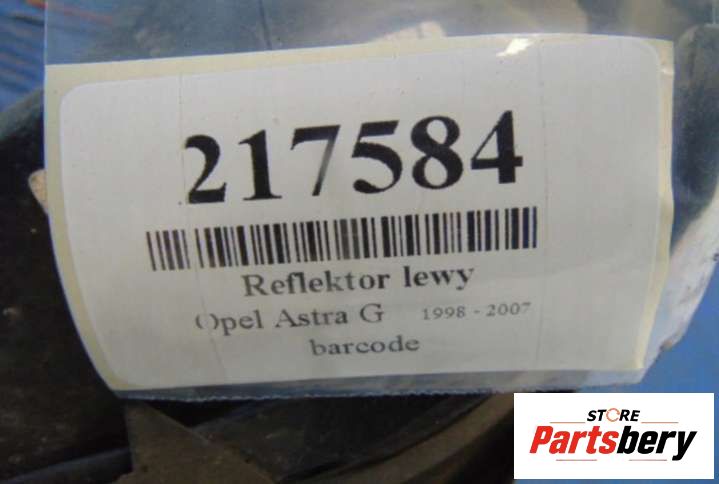 217584
Reflektor lewy
Opel Astra G 1998 - 2007
barcode
STORE
Partsbery